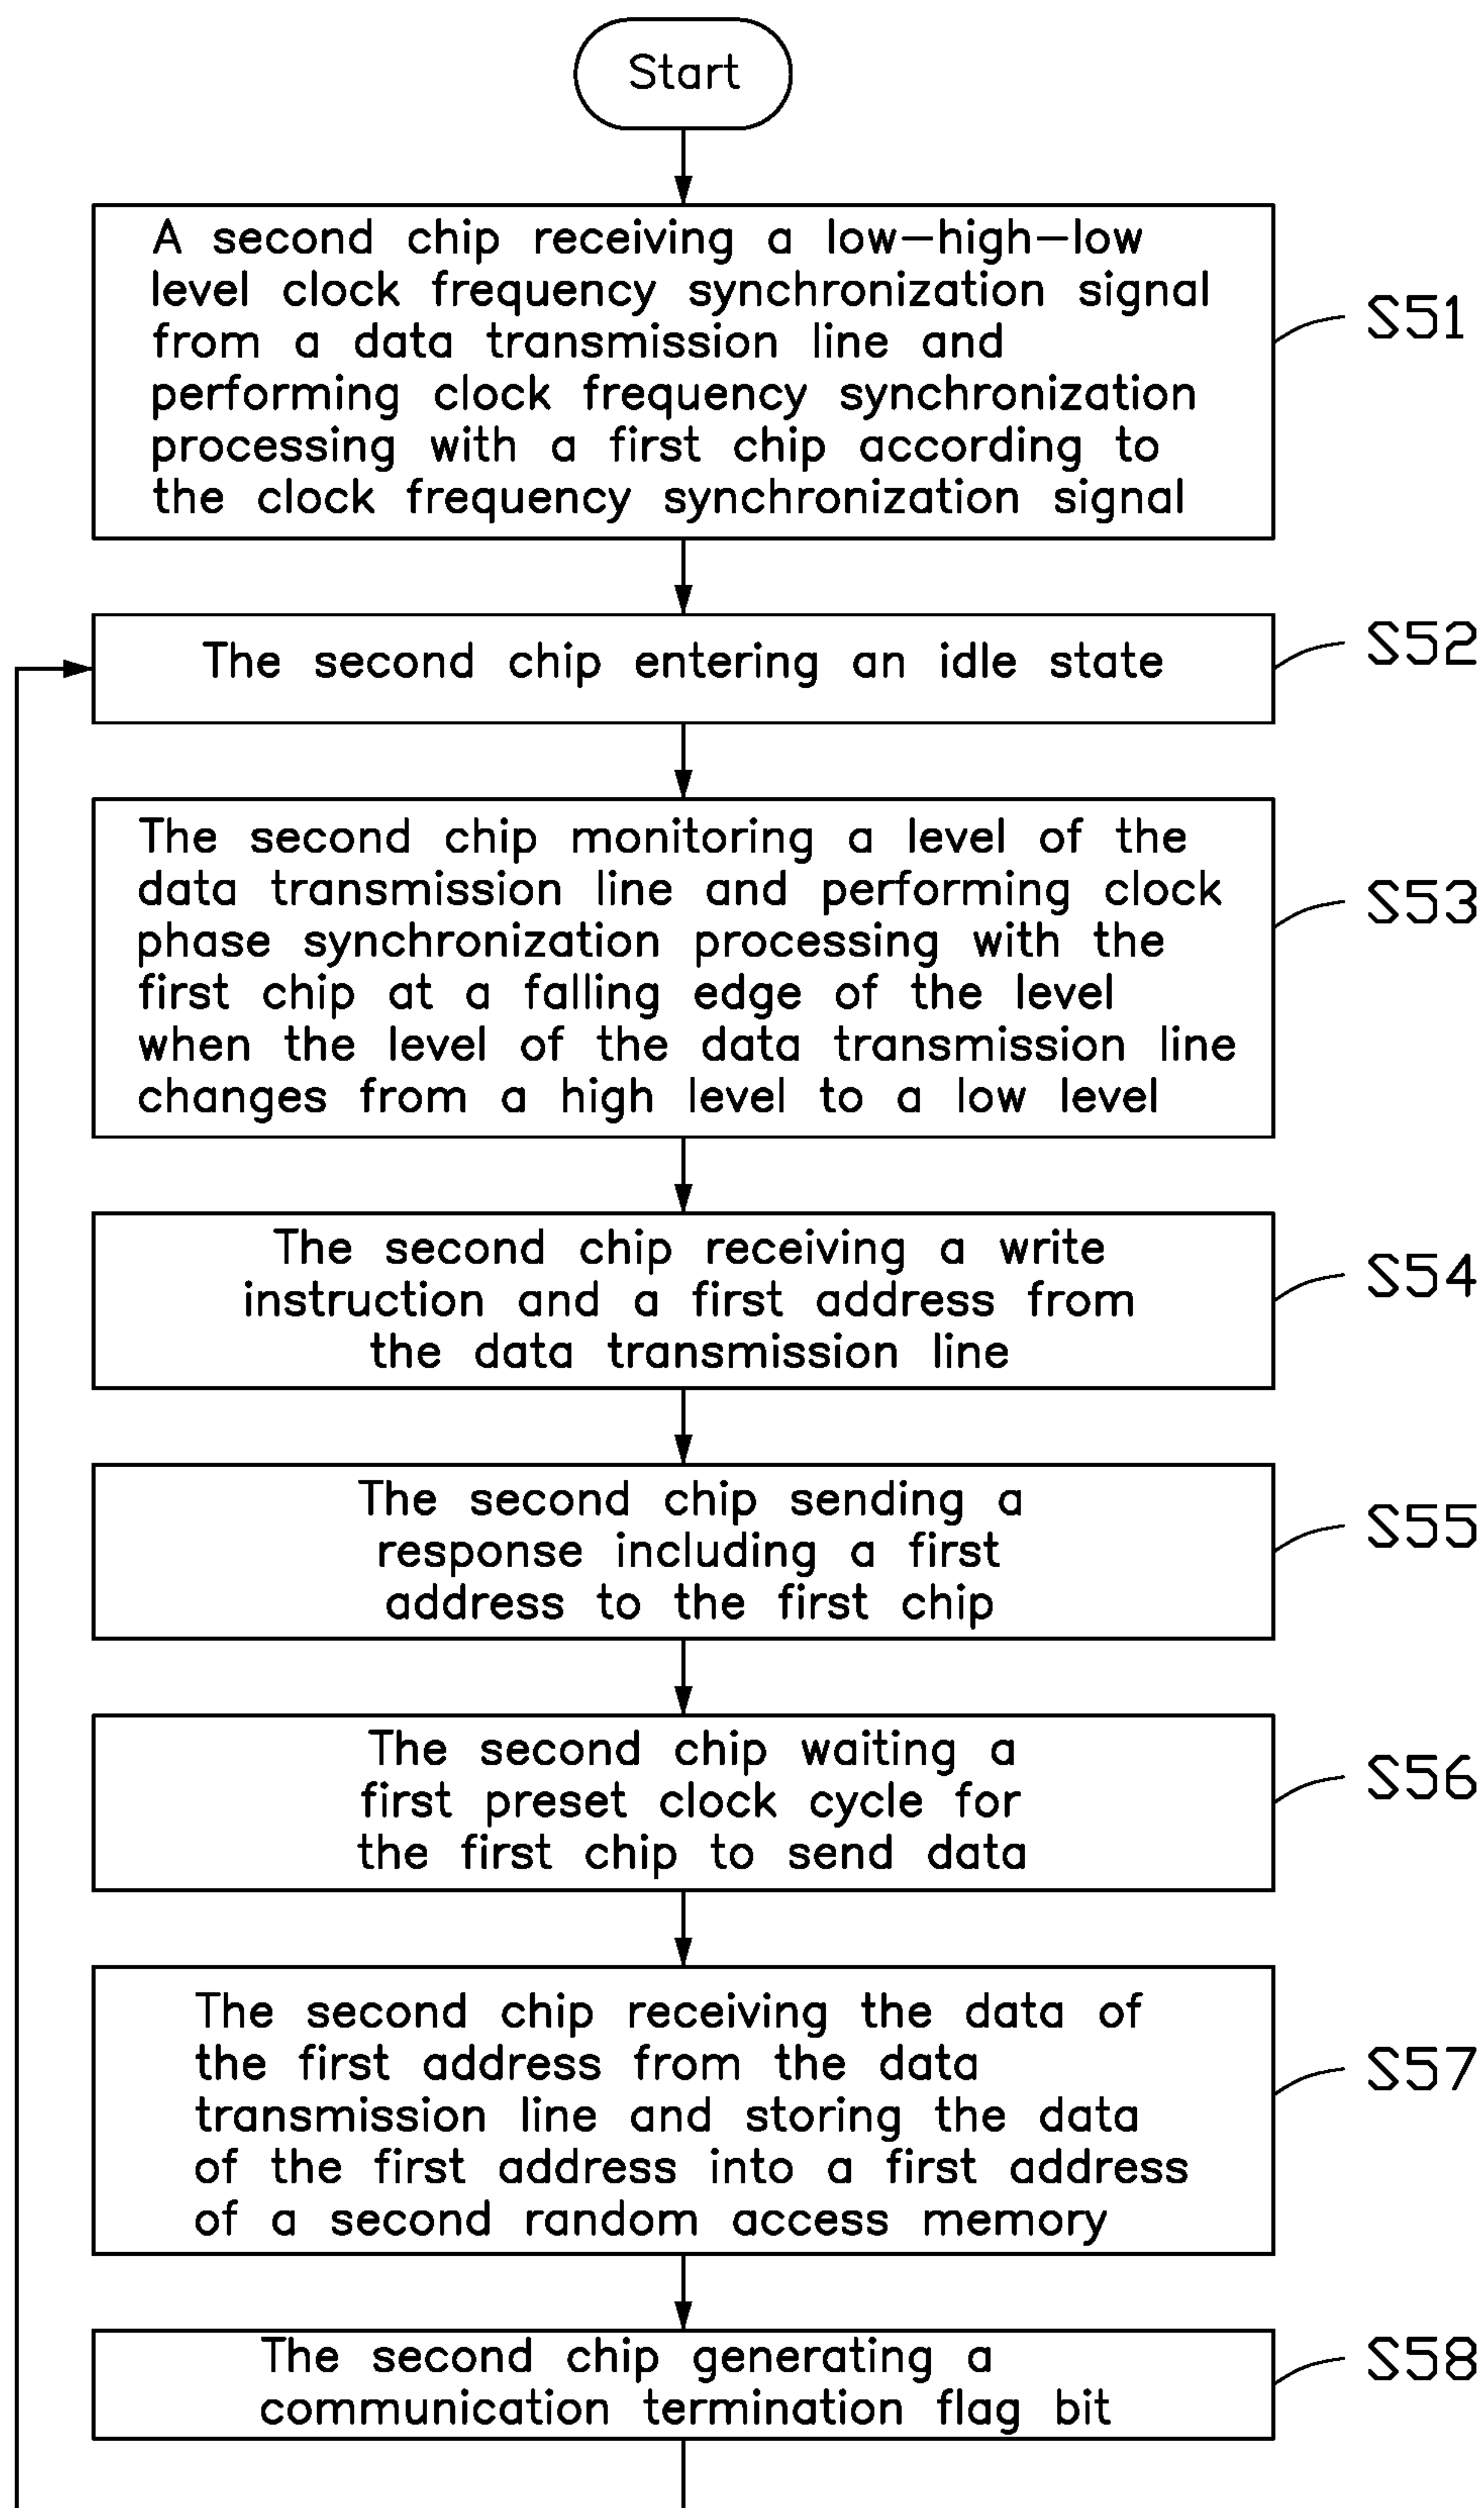 Start
A second chip receiving a low-high-low
level clock frequency synchronization signal
from a data transmission line and
performing clock frequency synchronization
processing with a first chip according to
the clock frequency synchronization signal
S51
The second chip entering an idle state
S52
The second chip monitoring a level of the
data transmission line and performing clock
phase synchronization processing with the
first chip at a falling edge of the level
when the level of the data transmission line
changes from a high level to a low level
S53
The second chip receiving a write
instruction and a first address from
the data transmission line
S54
The second chip sending a
response including a first
address to the first chip
S55
The second chip waiting a
first preset clock cycle for
the first chip to send data
S56
The second chip receiving the data of
the first address from the data
transmission line and storing the data
of the first address into a first address
of a second random access memory
S57
The second chip generating a
communication termination flag bit
S58